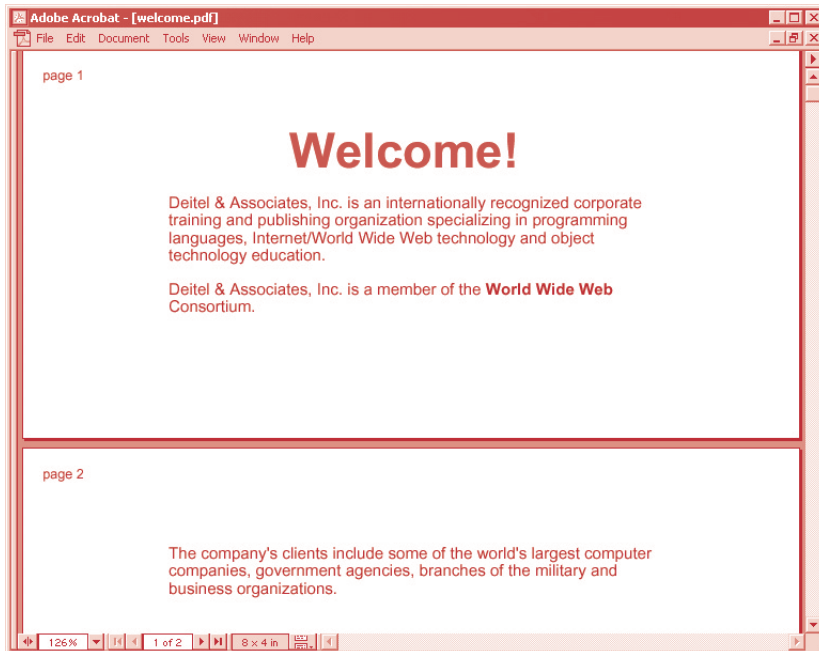 Adobe Acrobat - [welcome.pdf]
File Edit Document Tools View Window Help
page 1
Welcome!
Deitel & Associates, Inc. is an internationally recognized corporate
training and publishing organization specializing in programming
languages, Internet/World Wide Web technology and object
technology education.
Deitel & Associates, Inc. is a member of the World Wide Web
Consortium.
page 2
The company's clients include some of the world's largest computer
companies, government agencies, branches of the military and
business organizations.
126% 1 of 2 8 x 4 in